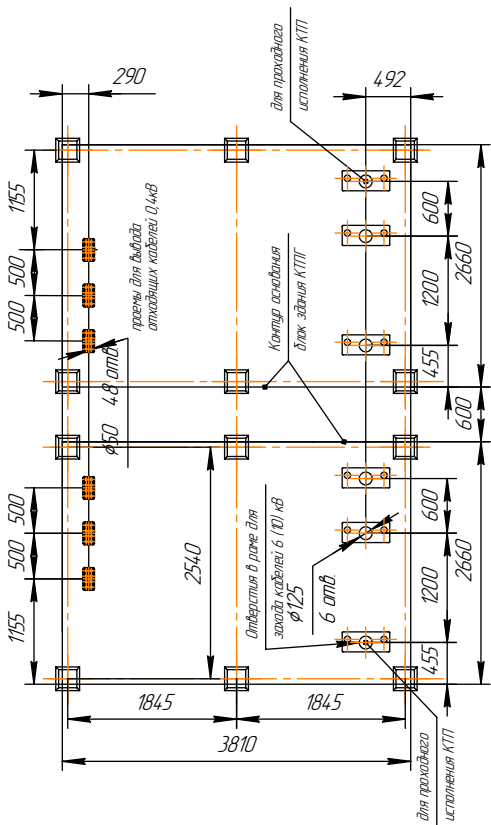 290
492
для проходного
исполнения КТП
1155
500
500
проемы для вывода
отходящих кабелей 0,4кВ
600
1200
2660
455
Контур основания
блок здания КТПГ
48 отв.
ϕ50
600
500
500
1155
2540
Отверстия в раме для
захода кабелей 6 (10) кВ
ϕ125
6 отв.
600
1200
2660
455
1845
1845
3810
для проходного
исполнения КТП